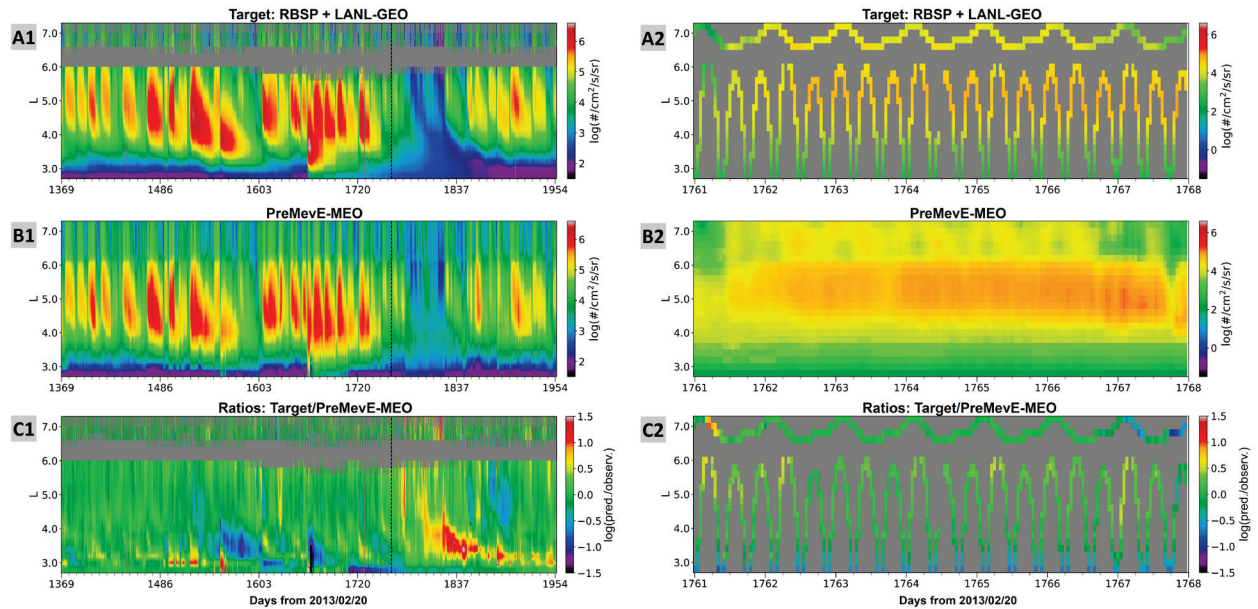 A1
Target: RBSP + LANL-GEO
7.0
6.0
5.0
4.0
3.0
L
1369 1486 1603 1720 1837 1954
6
5
4
3
2
log(#/cm²/s/sr)
A2
Target: RBSP + LANL-GEO
7.0
6.0
5.0
4.0
3.0
1761 1762 1763 1764 1765 1766 1767 1768
6
4
2
0
log(#/cm²/s/sr)
B1
PreMevE-MEO
7.0
6.0
5.0
4.0
3.0
L
1369 1486 1603 1720 1837 1954
6
5
4
3
2
log(#/cm²/s/sr)
B2
PreMevE-MEO
7.0
6.0
5.0
4.0
3.0
1761 1762 1763 1764 1765 1766 1767 1768
6
4
2
0
log(#/cm²/s/sr)
C1
Ratios: Target/PreMevE-MEO
7.0
6.0
5.0
4.0
3.0
L
1369 1486 1603 1720 1837 1954
Days from 2013/02/20
1.5
1.0
0.5
0.0
−0.5
−1.0
−1.5
log(pred./observ.)
C2
Ratios: Target/PreMevE-MEO
7.0
6.0
5.0
4.0
3.0
1761 1762 1763 1764 1765 1766 1767 1768
Days from 2013/02/20
1.5
1.0
0.5
0.0
−0.5
−1.0
−1.5
log(pred./observ.)